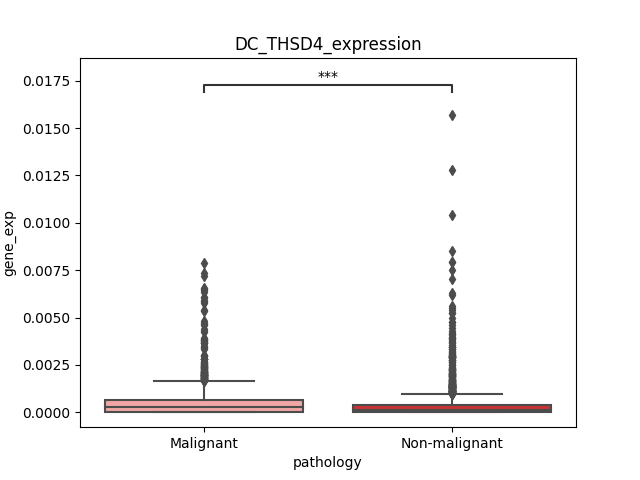 DC_THSD4_expression
***
0.0175
0.0150
0.0125
0.0100
0.0075
0.0050
0.0025
0.0000
gene_exp
Malignant Non-malignant
pathology